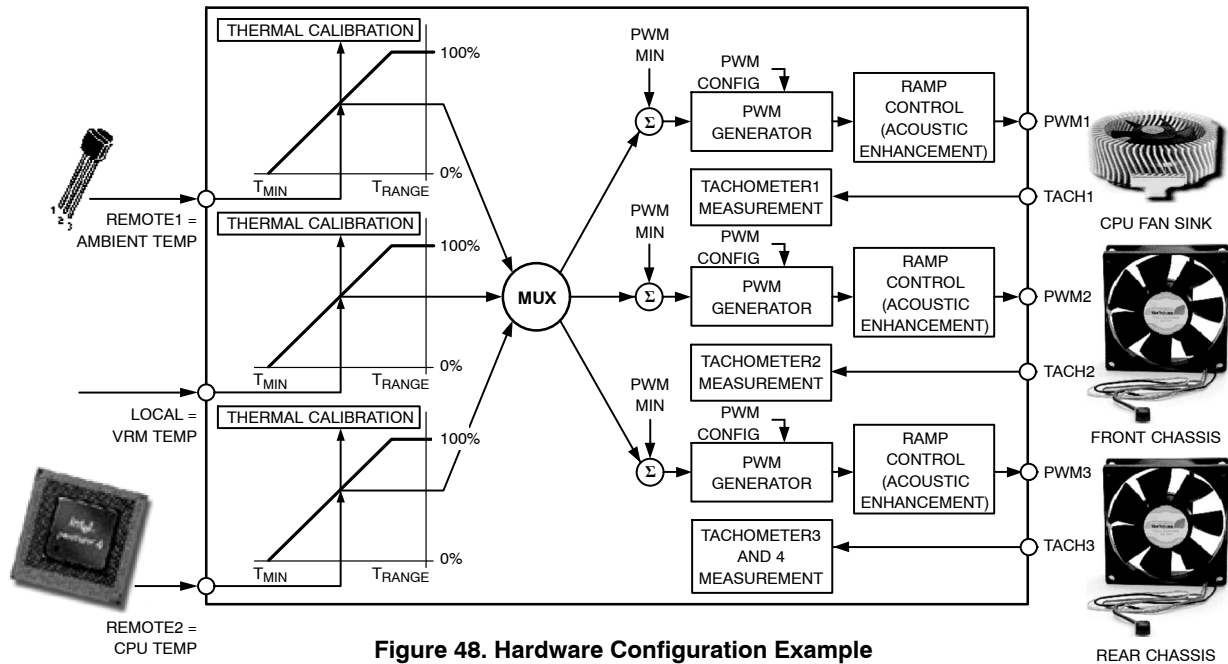 THERMAL CALIBRATION
100%
0%
TMIN
TRANGE
REMOTE1 =
AMBIENT TEMP
1
2
3
THERMAL CALIBRATION
100%
0%
TMIN
TRANGE
LOCAL =
VRM TEMP
THERMAL CALIBRATION
100%
0%
TMIN
TRANGE
REMOTE2 =
CPU TEMP
intel
MUX
PWM
MIN
Σ
PWM
CONFIG
PWM
GENERATOR
RAMP
CONTROL
(ACOUSTIC
ENHANCEMENT)
PWM1
TACHOMETER1
MEASUREMENT
TACH1
CPU FAN SINK
PWM
MIN
Σ
PWM
CONFIG
PWM
GENERATOR
RAMP
CONTROL
(ACOUSTIC
ENHANCEMENT)
PWM2
TACHOMETER2
MEASUREMENT
TACH2
FRONT CHASSIS
PWM
MIN
Σ
PWM
CONFIG
PWM
GENERATOR
RAMP
CONTROL
(ACOUSTIC
ENHANCEMENT)
PWM3
TACHOMETER3
AND 4
MEASUREMENT
TACH3
REAR CHASSIS
Figure 48. Hardware Configuration Example